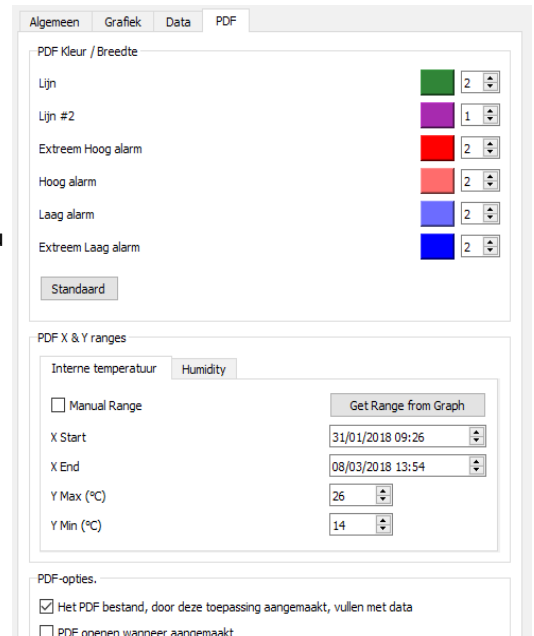 Algemeen Grafiek Data PDF
PDF Kleur / Breedte
Lijn 2
Lijn #2 1
Extreem Hoog alarm 2
Hoog alarm 2
Laag alarm 2
Extreem Laag alarm 2
Standaard
PDF X & Y ranges
Interne temperatuur Humidity
Manual Range Get Range from Graph
X Start 31/01/2018 09:26
X End 08/03/2018 13:54
Y Max (°C) 26
Y Min (°C) 14
PDF-opties.
Het PDF bestand, door deze toepassing aangemaakt, vullen met data
PDF openen wanneer aangemaakt